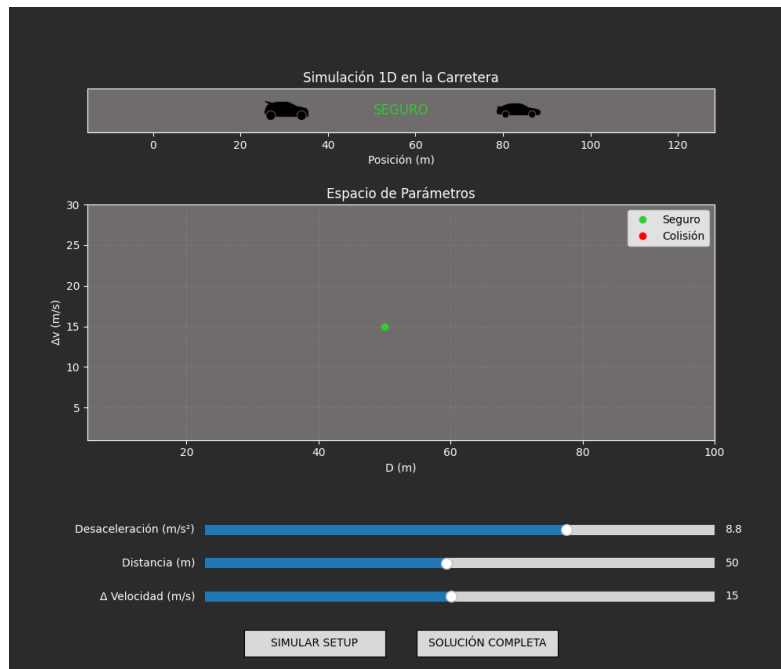 Simulación 1D en la Carretera
SEGURO
0 20 40 60 80 100 120
Posición (m)
Espacio de Parámetros
30
25
20
15
10
5
Δv (m/s)
Seguro
Colisión
20 40 60 80 100
D (m)
Desaceleración (m/s²) 8.8
Distancia (m) 50
Δ Velocidad (m/s) 15
SIMULAR SETUP SOLUCIÓN COMPLETA